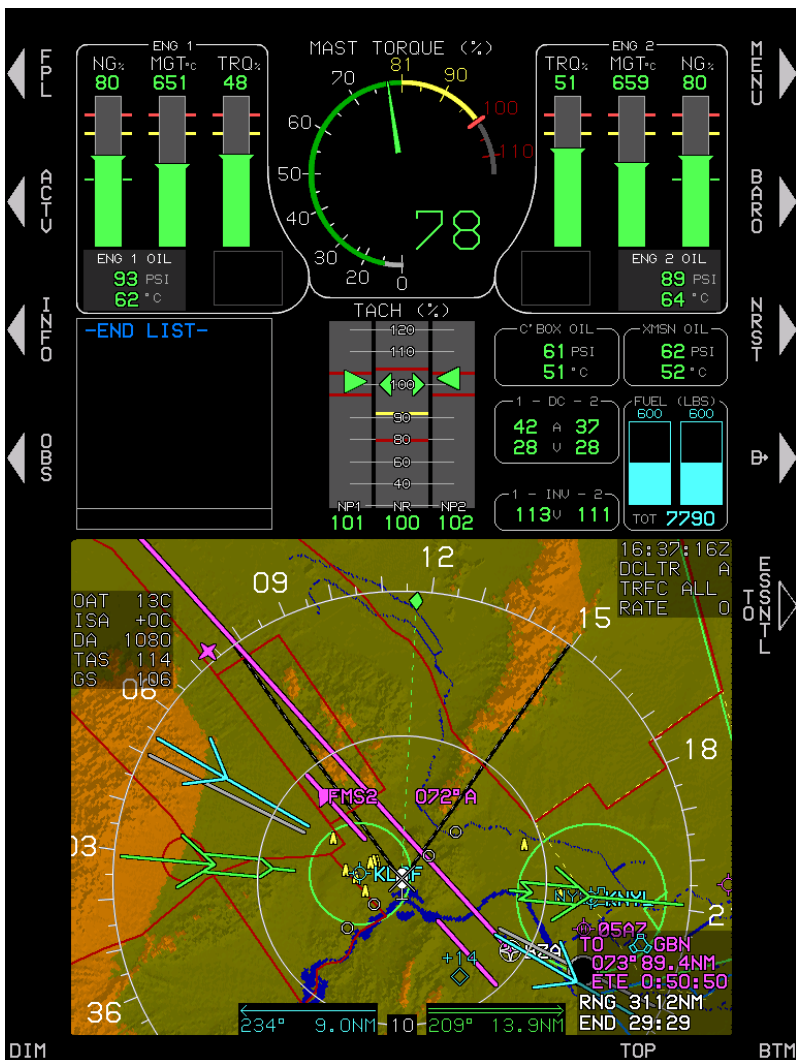 FPL
ACTV
INFO
OBS
MENU
BARO
NRST
ESSNTL
TO
ENG 1
NG% MGT°C TRQ%
80 651 48
ENG 1 OIL
93 PSI
62 °C
MAST TORQUE (%)
0 20 30 40 50 60 70 81 90 100 110
78
ENG 2
TRQ% MGT°C NG%
51 659 80
ENG 2 OIL
89 PSI
64 °C
-END LIST-
TACH (%)
120
110
100
90
80
60
40
NP1 NR NP2
101 100 102
C'BOX OIL
61 PSI
51 °C
XMSN OIL
62 PSI
52 °C
1 - DC - 2
42 A 37
28 V 28
1 - INV - 2
113V 111
FUEL (LBS)
600 600
TOT 7790
OAT 13C
ISA +0C
DA 1080
TAS 114
GS 106
16:37:16Z
DCLTR A
TRFC ALL
RATE 0
12
09
15
06
18
03
36
FMS2 072°A
KNYL
+14
05A7
TO GBN
073° 89.4NM
ETE 0:50:50
RNG 3112NM
END 29:29
234° 9.0NM
10
209° 13.9NM
DIM
TOP
BTM